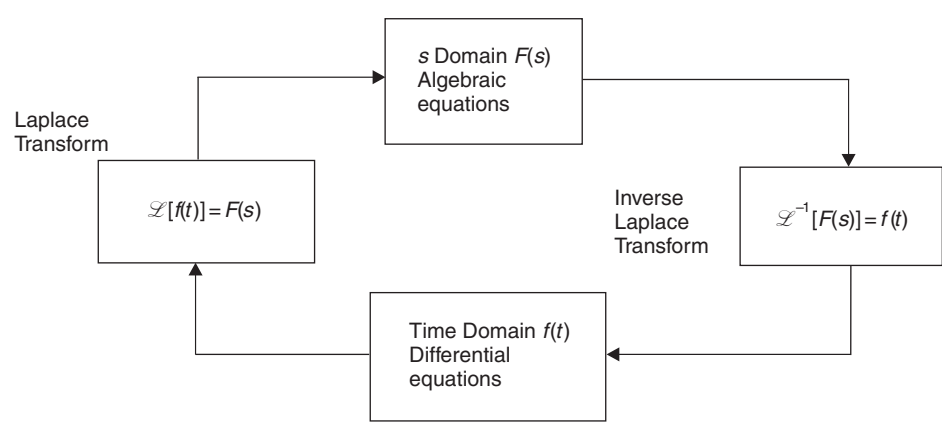 s Domain F(s)
Algebraic
equations
Laplace
Transform
ℒ[f(t)] = F(s)
Inverse
Laplace
Transform
ℒ⁻¹[F(s)] = f(t)
Time Domain f(t)
Differential
equations